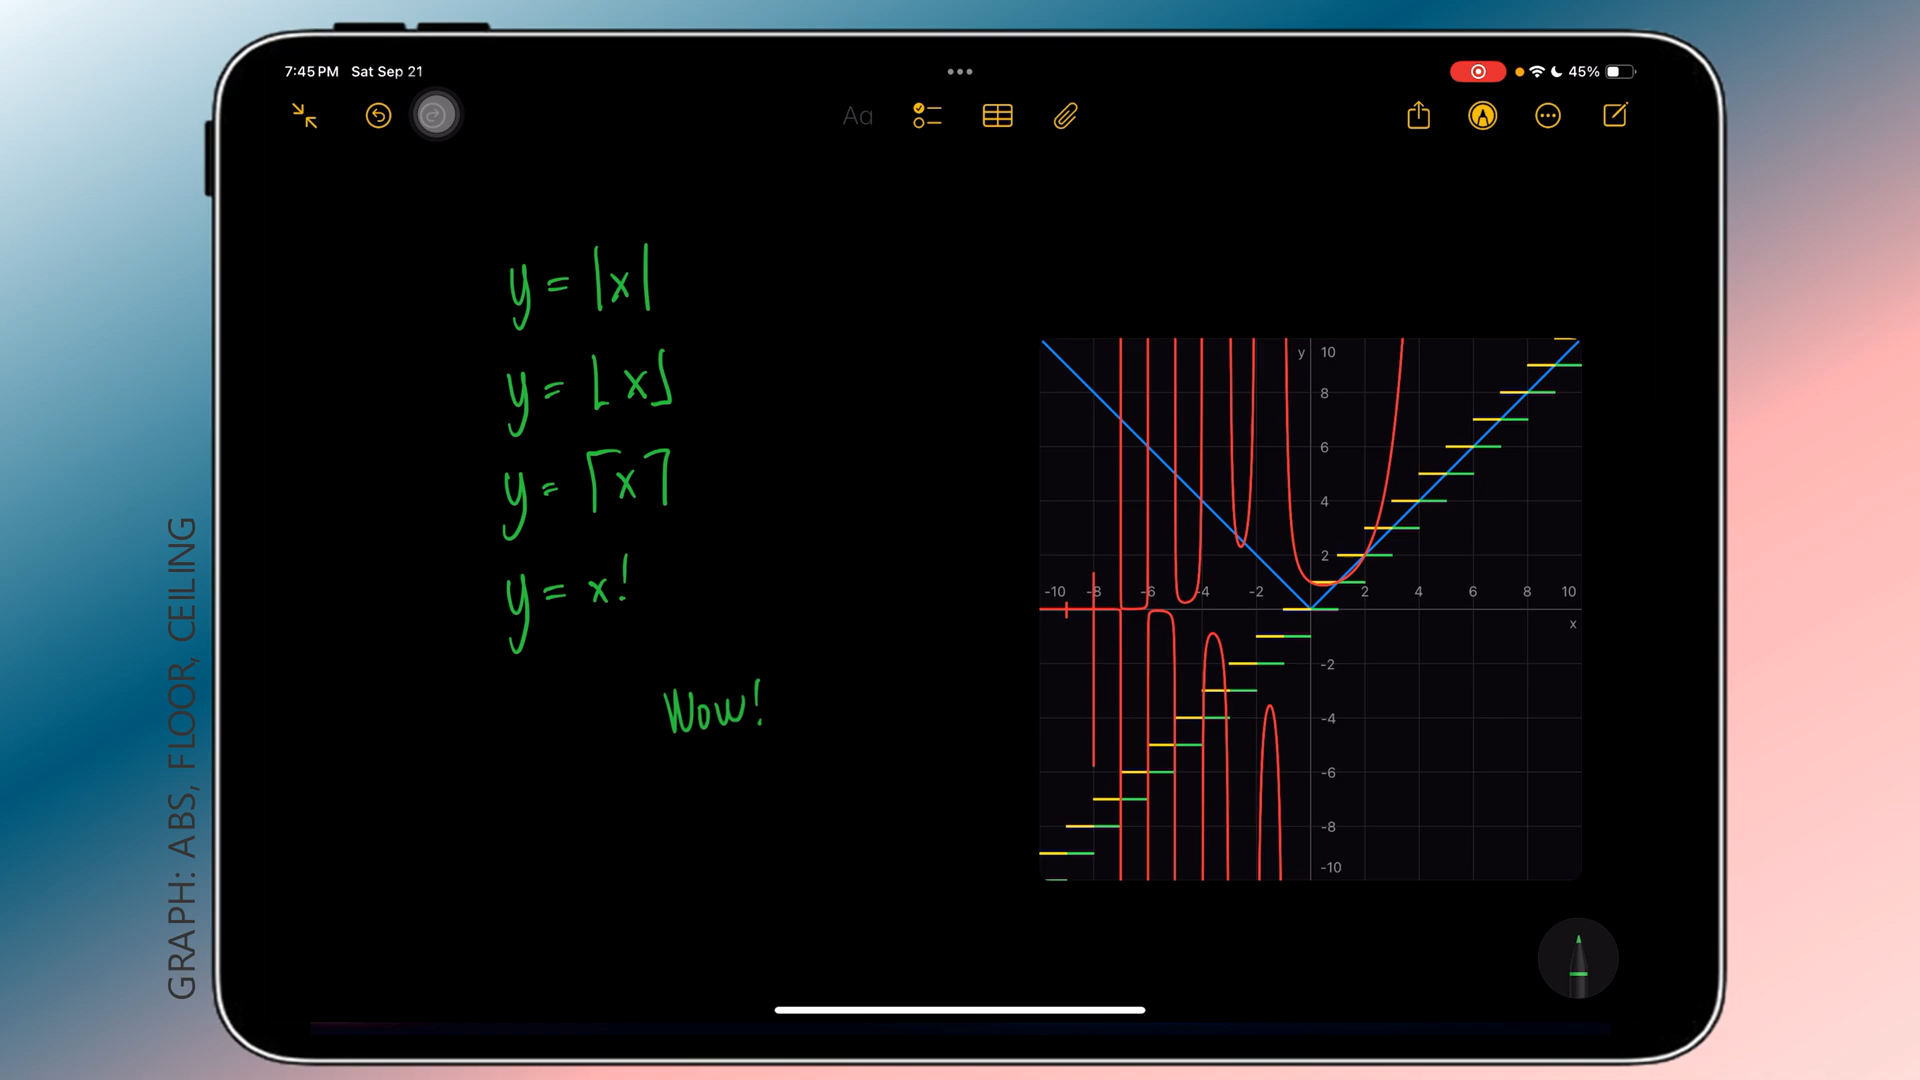 7:45 PM Sat Sep 21
45%
Aa
y = |x|
y = ⌊x⌋
y = ⌈x⌉
y = x!
Wow!
y 10
8
6
4
2
-10 -8 -6 -4 -2 2 4 6 8 10
x
-2
-4
-6
-8
-10
GRAPH: ABS, FLOOR, CEILING